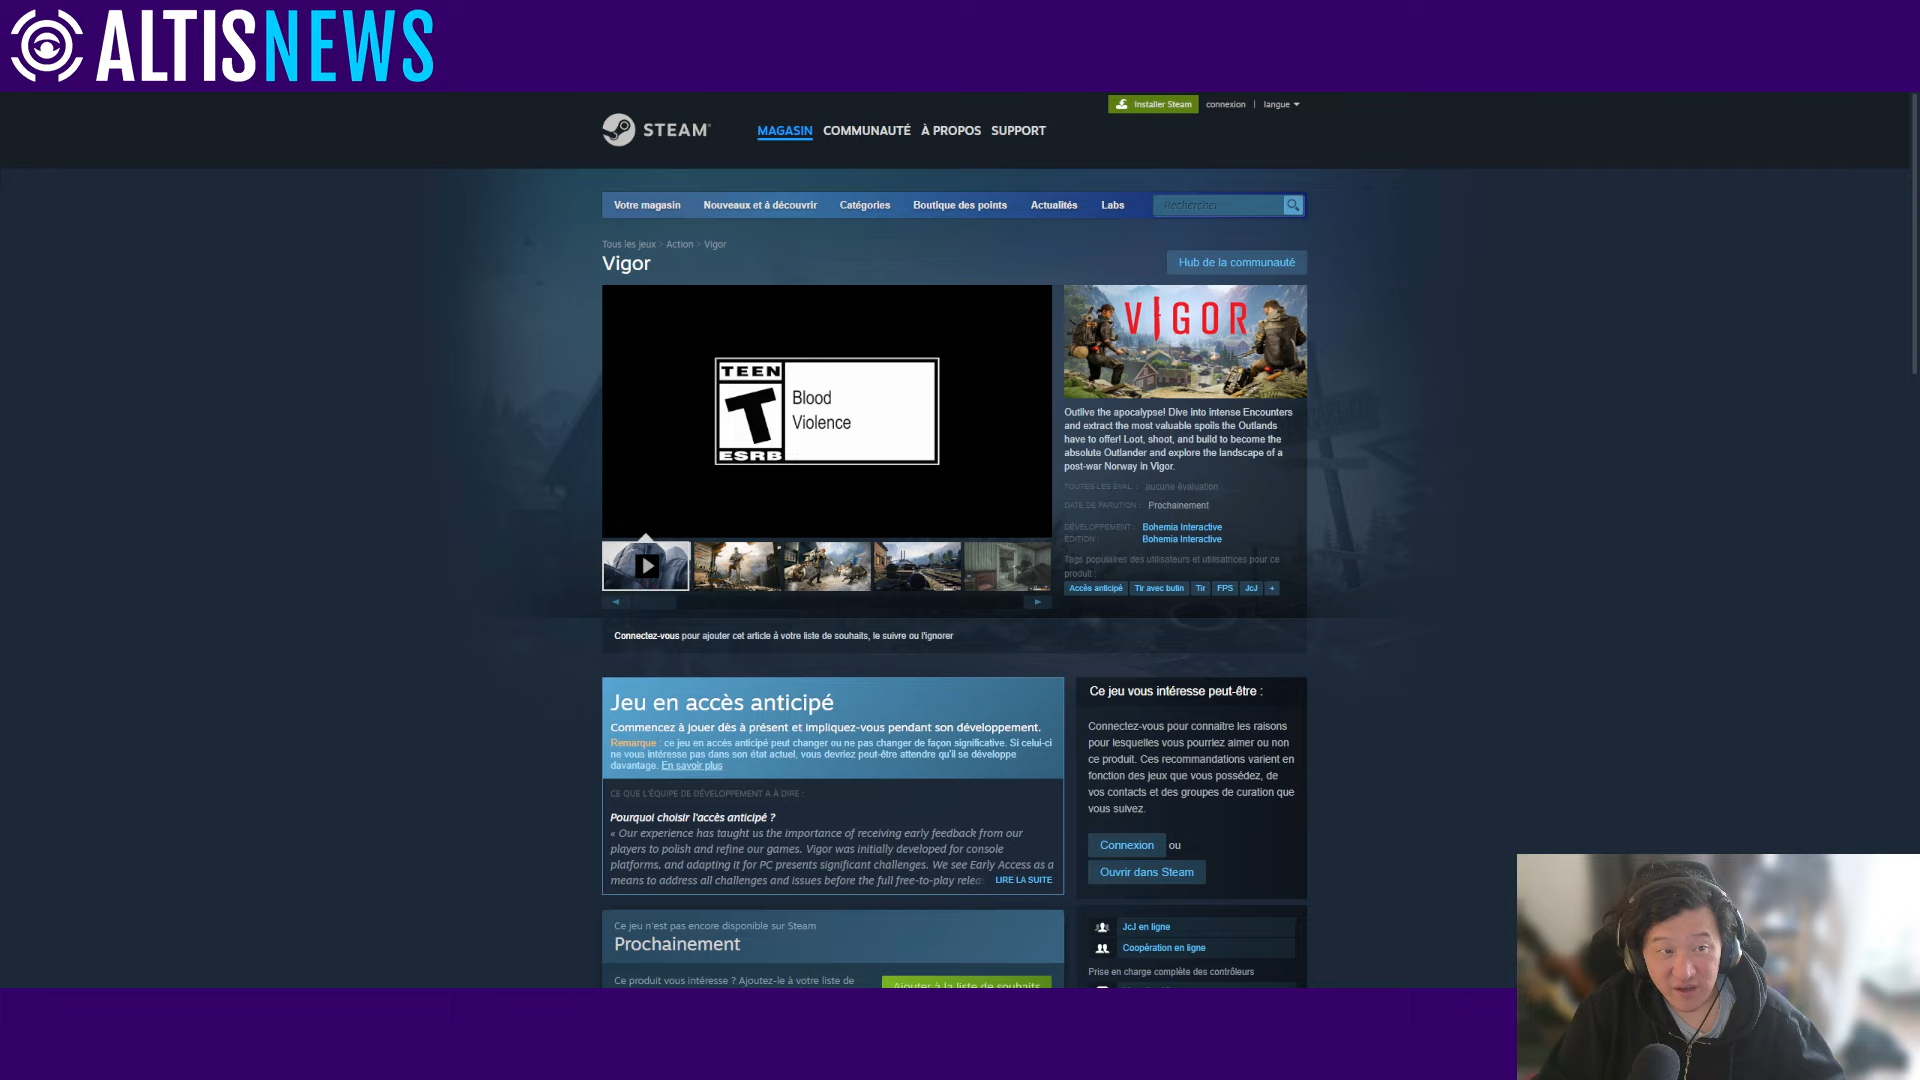 ALTISNEWS
Installer Steam connexion | langue
STEAM
MAGASIN COMMUNAUTÉ À PROPOS SUPPORT
Votre magasin Nouveaux et à découvrir Catégories Boutique des points Actualités Labs Rechercher
Tous les jeux > Action > Vigor
Vigor
Hub de la communauté
TEEN
T
ESRB
Blood
Violence
VIGOR
Outlive the apocalypse! Dive into intense Encounters
and extract the most valuable spoils the Outlands
have to offer! Loot, shoot, and build to become the
absolute Outlander and explore the landscape of a
post-war Norway in Vigor.
TOUTES LES ÉVAL. : aucune évaluation
DATE DE PARUTION : Prochainement
DÉVELOPPEMENT : Bohemia Interactive
ÉDITION : Bohemia Interactive
Tags populaires des utilisateurs et utilisatrices pour ce
produit :
Accès anticipé Tir avec butin Tir FPS JcJ +
Connectez-vous pour ajouter cet article à votre liste de souhaits, le suivre ou l'ignorer
Jeu en accès anticipé
Commencez à jouer dès à présent et impliquez-vous pendant son développement.
Remarque : ce jeu en accès anticipé peut changer ou ne pas changer de façon significative. Si celui-ci
ne vous intéresse pas dans son état actuel, vous devriez peut-être attendre qu'il se développe
davantage. En savoir plus
CE QUE L'ÉQUIPE DE DÉVELOPPEMENT A À DIRE :
Pourquoi choisir l'accès anticipé ?
« Our experience has taught us the importance of receiving early feedback from our
players to polish and refine our games. Vigor was initially developed for console
platforms, and adapting it for PC presents significant challenges. We see Early Access as a
means to address all challenges and issues before the full free-to-play relea
LIRE LA SUITE
Ce jeu n'est pas encore disponible sur Steam
Prochainement
Ce produit vous intéresse ? Ajoutez-le à votre liste de
Ajouter à la liste de souhaits
Ce jeu vous intéresse peut-être :
Connectez-vous pour connaître les raisons
pour lesquelles vous pourriez aimer ou non
ce produit. Ces recommandations varient en
fonction des jeux que vous possédez, de
vos contacts et des groupes de curation que
vous suivez.
Connexion ou
Ouvrir dans Steam
JcJ en ligne
Coopération en ligne
Prise en charge complète des contrôleurs